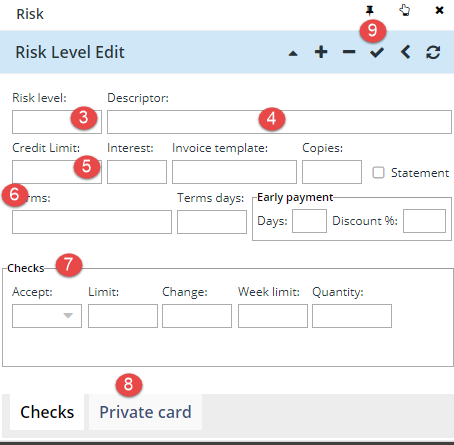 Risk
9
Risk Level Edit
Risk level: Descriptor:
3 4
Credit Limit: Interest: Invoice template: Copies:
5 Statement
6 rms: Terms days: Early payment
Days: Discount %:
Checks 7
Accept: Limit: Change: Week limit: Quantity:
8
Checks Private card